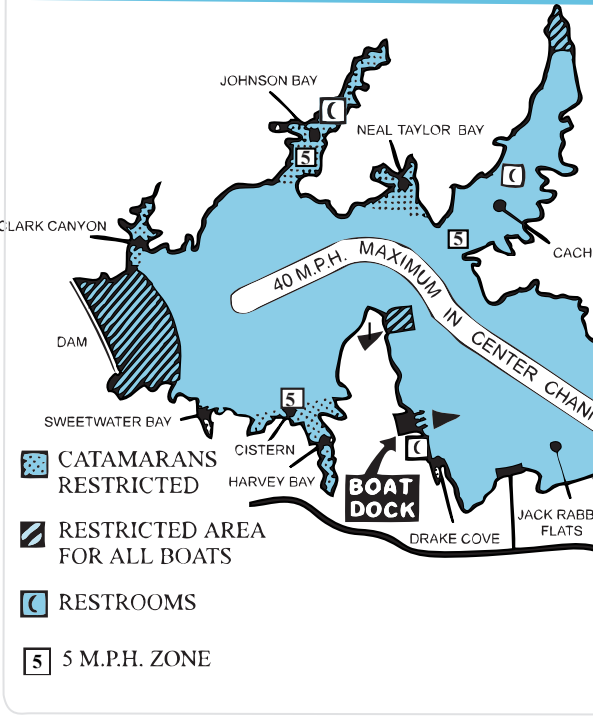 JOHNSON BAY
NEAL TAYLOR BAY
5
CLARK CANYON
5
CACH
40 M.P.H. MAXIMUM IN CENTER CHANN
DAM
5
SWEETWATER BAY
CISTERN
HARVEY BAY
BOAT
DOCK
DRAKE COVE
JACK RABB
FLATS
CATAMARANS
RESTRICTED
RESTRICTED AREA
FOR ALL BOATS
RESTROOMS
5 5 M.P.H. ZONE